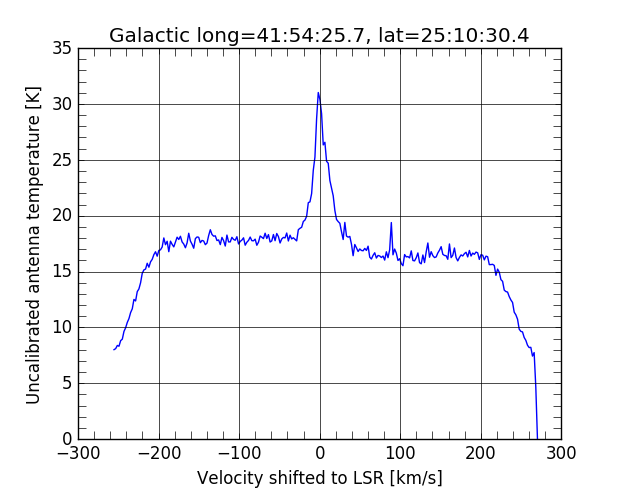 Galactic long=41:54:25.7, lat=25:10:30.4
35
30
25
20
15
10
5
0
Uncalibrated antenna temperature [K]
−300 −200 −100 0 100 200 300
Velocity shifted to LSR [km/s]